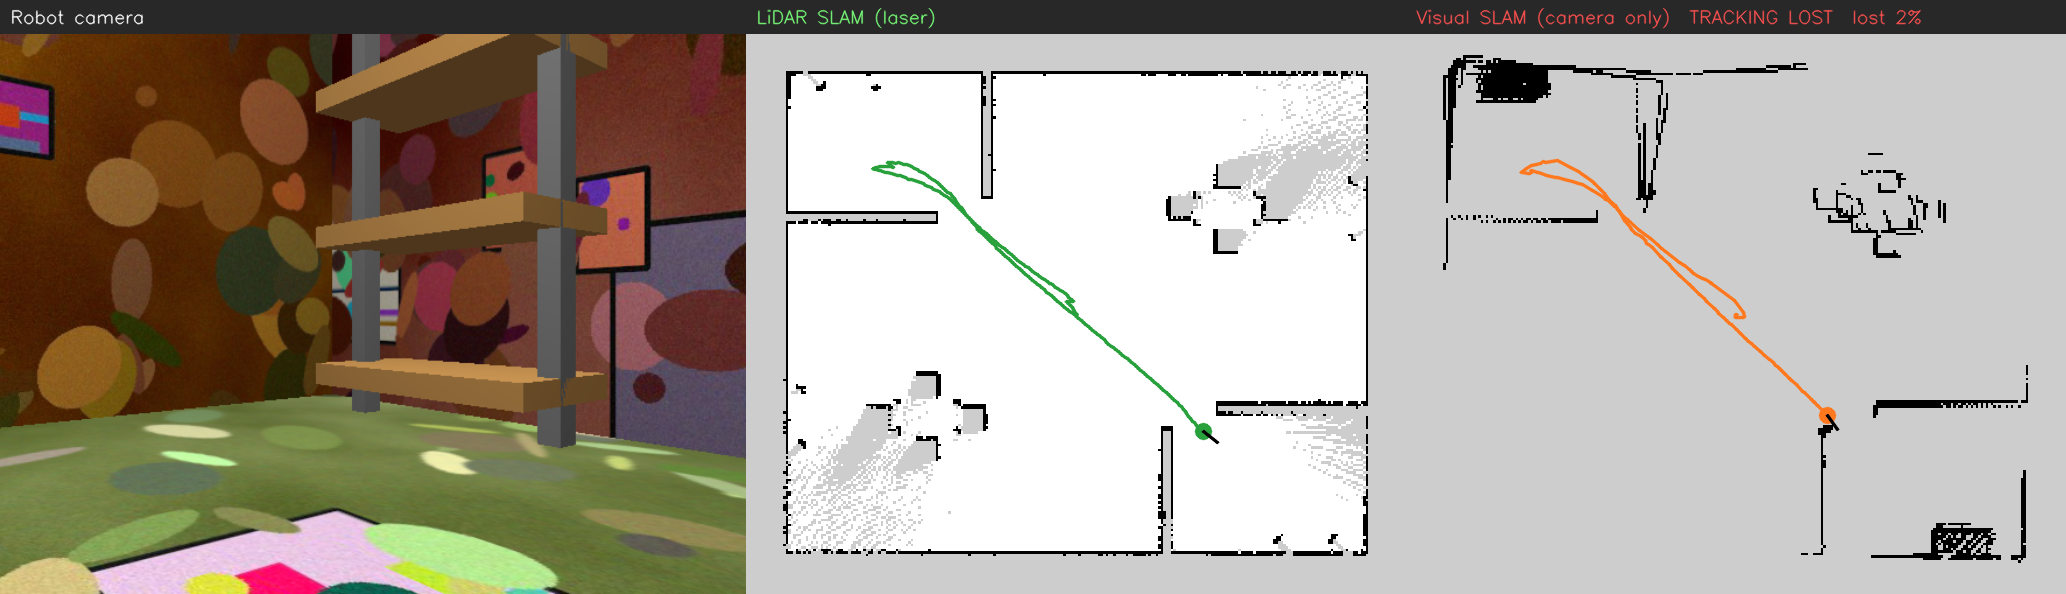 Robot camera
LiDAR SLAM (laser)
Visual SLAM (camera only)  TRACKING LOST  lost 2%